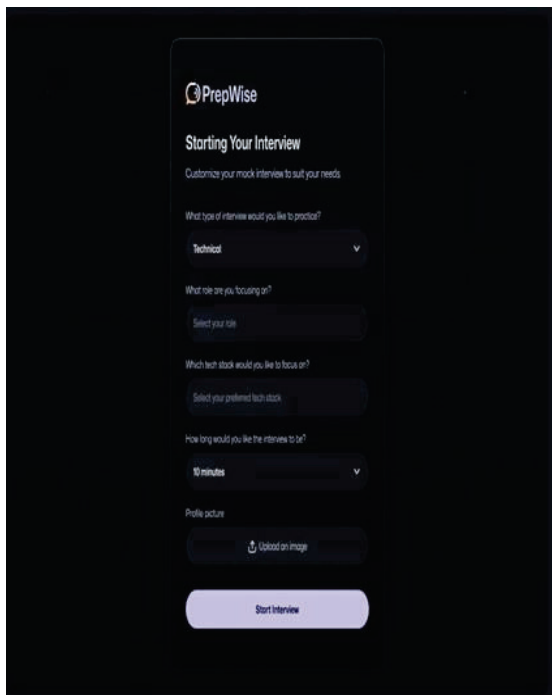 PrepWise
Starting Your Interview
Customize your mock interview to suit your needs
What type of interview would you like to practice?
Technical
What role are you focusing on?
Select your role
Which tech stack would you like to focus on?
Select your preferred tech stack
How long would you like the interview to be?
10 minutes
Profile picture
Upload an image
Start Interview